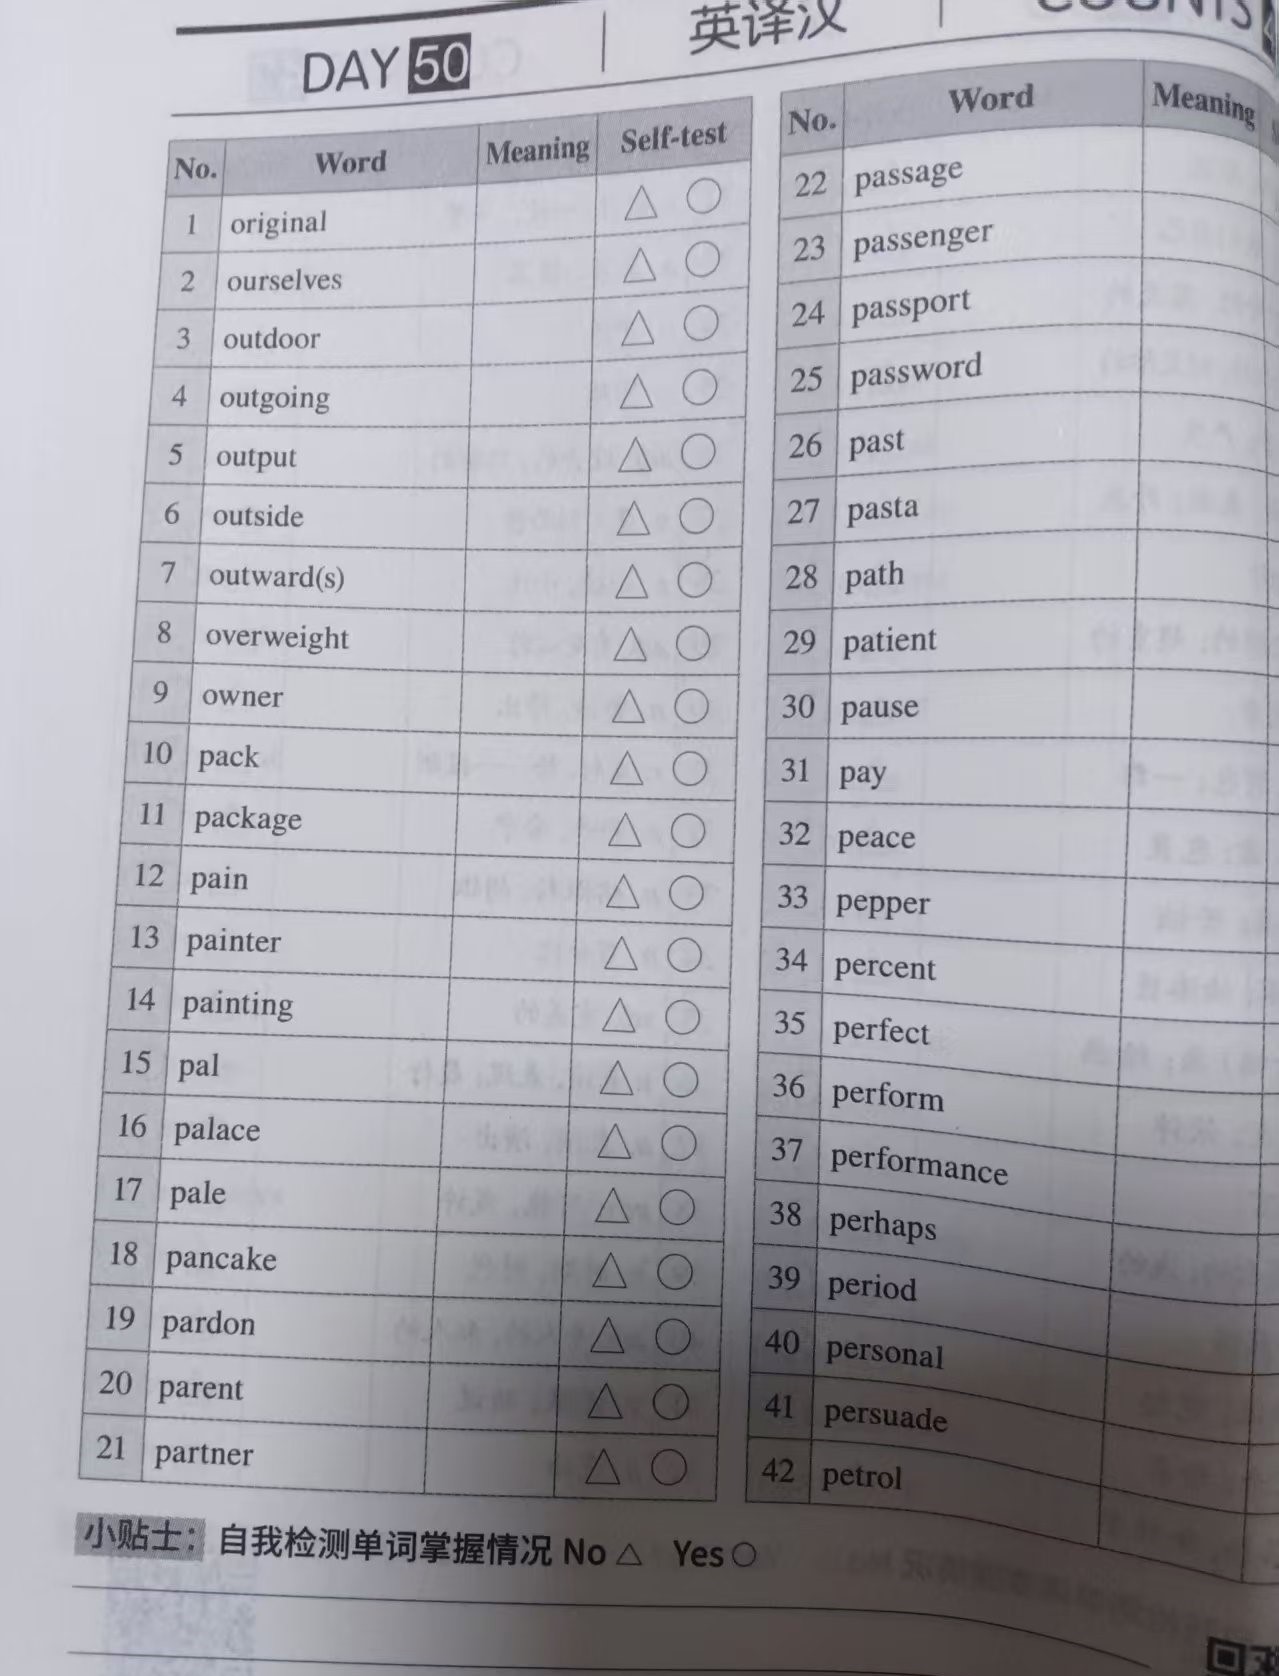 DAY 50
英译汉
COUNTS
No. Word Meaning Self-test
1 original
2 ourselves
3 outdoor
4 outgoing
5 output
6 outside
7 outward(s)
8 overweight
9 owner
10 pack
11 package
12 pain
13 painter
14 painting
15 pal
16 palace
17 pale
18 pancake
19 pardon
20 parent
21 partner
No. Word Meaning
22 passage
23 passenger
24 passport
25 password
26 past
27 pasta
28 path
29 patient
30 pause
31 pay
32 peace
33 pepper
34 percent
35 perfect
36 perform
37 performance
38 perhaps
39 period
40 personal
41 persuade
42 petrol
小贴士：自我检测单词掌握情况 No △ Yes ○